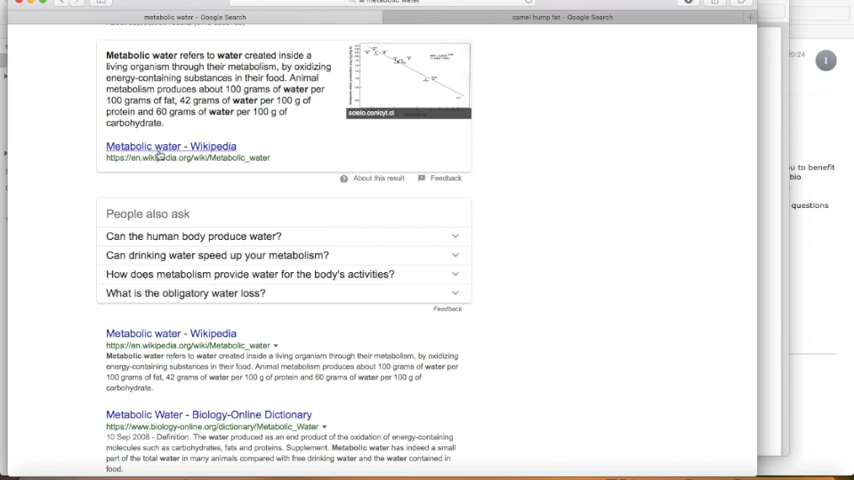 metabolic water - Google Search
camel hump fat - Google Search
20:24
I
Metabolic water refers to water created inside a
living organism through their metabolism, by oxidizing
energy-containing substances in their food. Animal
metabolism produces about 100 grams of water per
100 grams of fat, 42 grams of water per 100 g of
protein and 60 grams of water per 100 g of
carbohydrate.
scielo.conicyt.cl
Metabolic water - Wikipedia
https://en.wikipedia.org/wiki/Metabolic_water
About this result
Feedback
ou to benefit
bio
questions
People also ask
Can the human body produce water?
Can drinking water speed up your metabolism?
How does metabolism provide water for the body's activities?
What is the obligatory water loss?
Feedback
Metabolic water - Wikipedia
https://en.wikipedia.org/wiki/Metabolic_water
Metabolic water refers to water created inside a living organism through their metabolism, by oxidizing
energy-containing substances in their food. Animal metabolism produces about 100 grams of water per
100 grams of fat, 42 grams of water per 100 g of protein and 60 grams of water per 100 g of
carbohydrate.
Metabolic Water - Biology-Online Dictionary
https://www.biology-online.org/dictionary/Metabolic_Water
10 Sep 2008 - Definition. The water produced as an end product of the oxidation of energy-containing
molecules such as carbohydrates, fats and proteins. Supplement. Metabolic water has indeed a small
part of the total water in many animals compared with free drinking water and the water contained in
food.